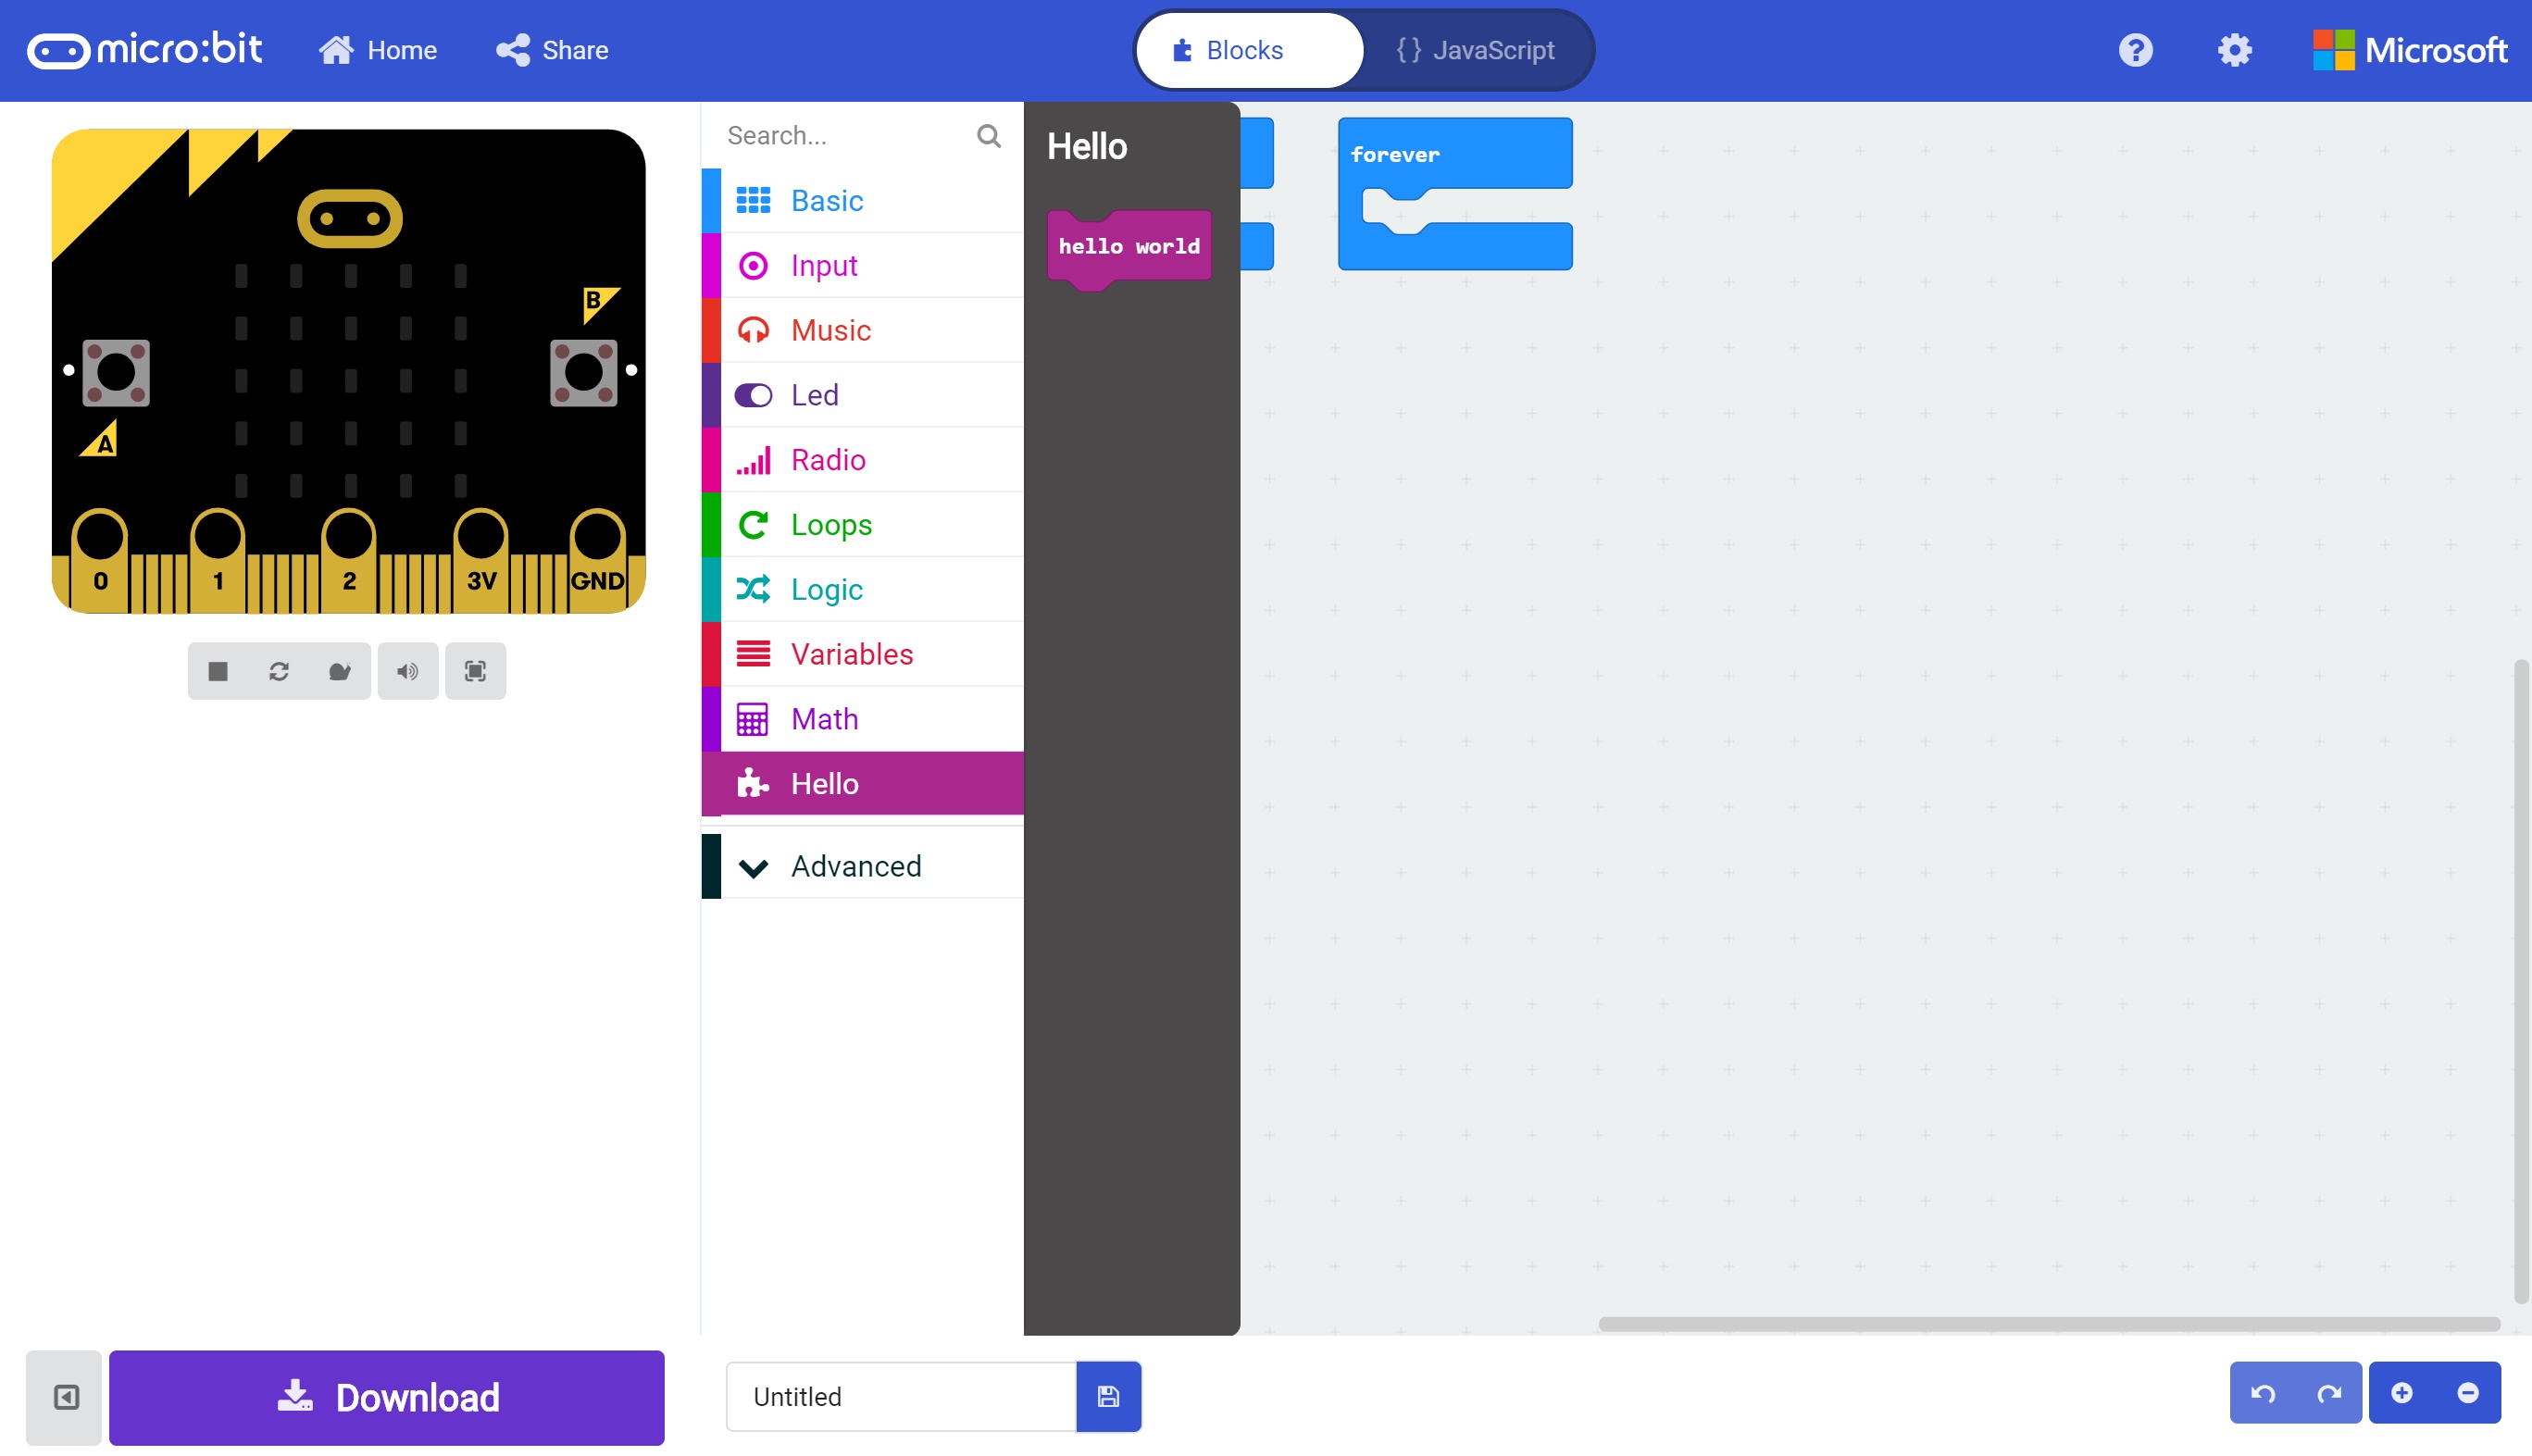 micro:bit
Home
Share
Blocks
{ } JavaScript
Microsoft
B
A
0 1 2 3V GND
Search...
Basic
Input
Music
Led
Radio
Loops
Logic
Variables
Math
Hello
Advanced
Hello
hello world
forever
Download
Untitled